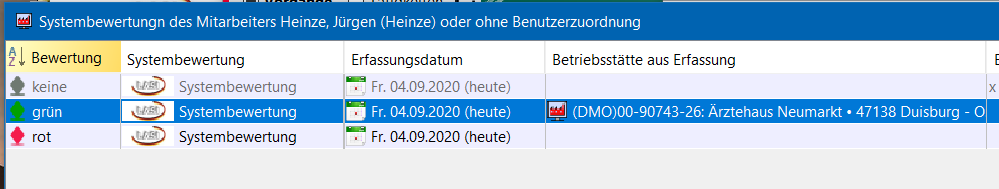 Systembewertungn des Mitarbeiters Heinze, Jürgen (Heinze) oder ohne Benutzerzuordnung
Bewertung Systembewertung Erfassungsdatum Betriebsstätte aus Erfassung
keine Systembewertung Fr. 04.09.2020 (heute) x
grün Systembewertung Fr. 04.09.2020 (heute) (DMO)00-90743-26: Ärztehaus Neumarkt • 47138 Duisburg - O
rot Systembewertung Fr. 04.09.2020 (heute)